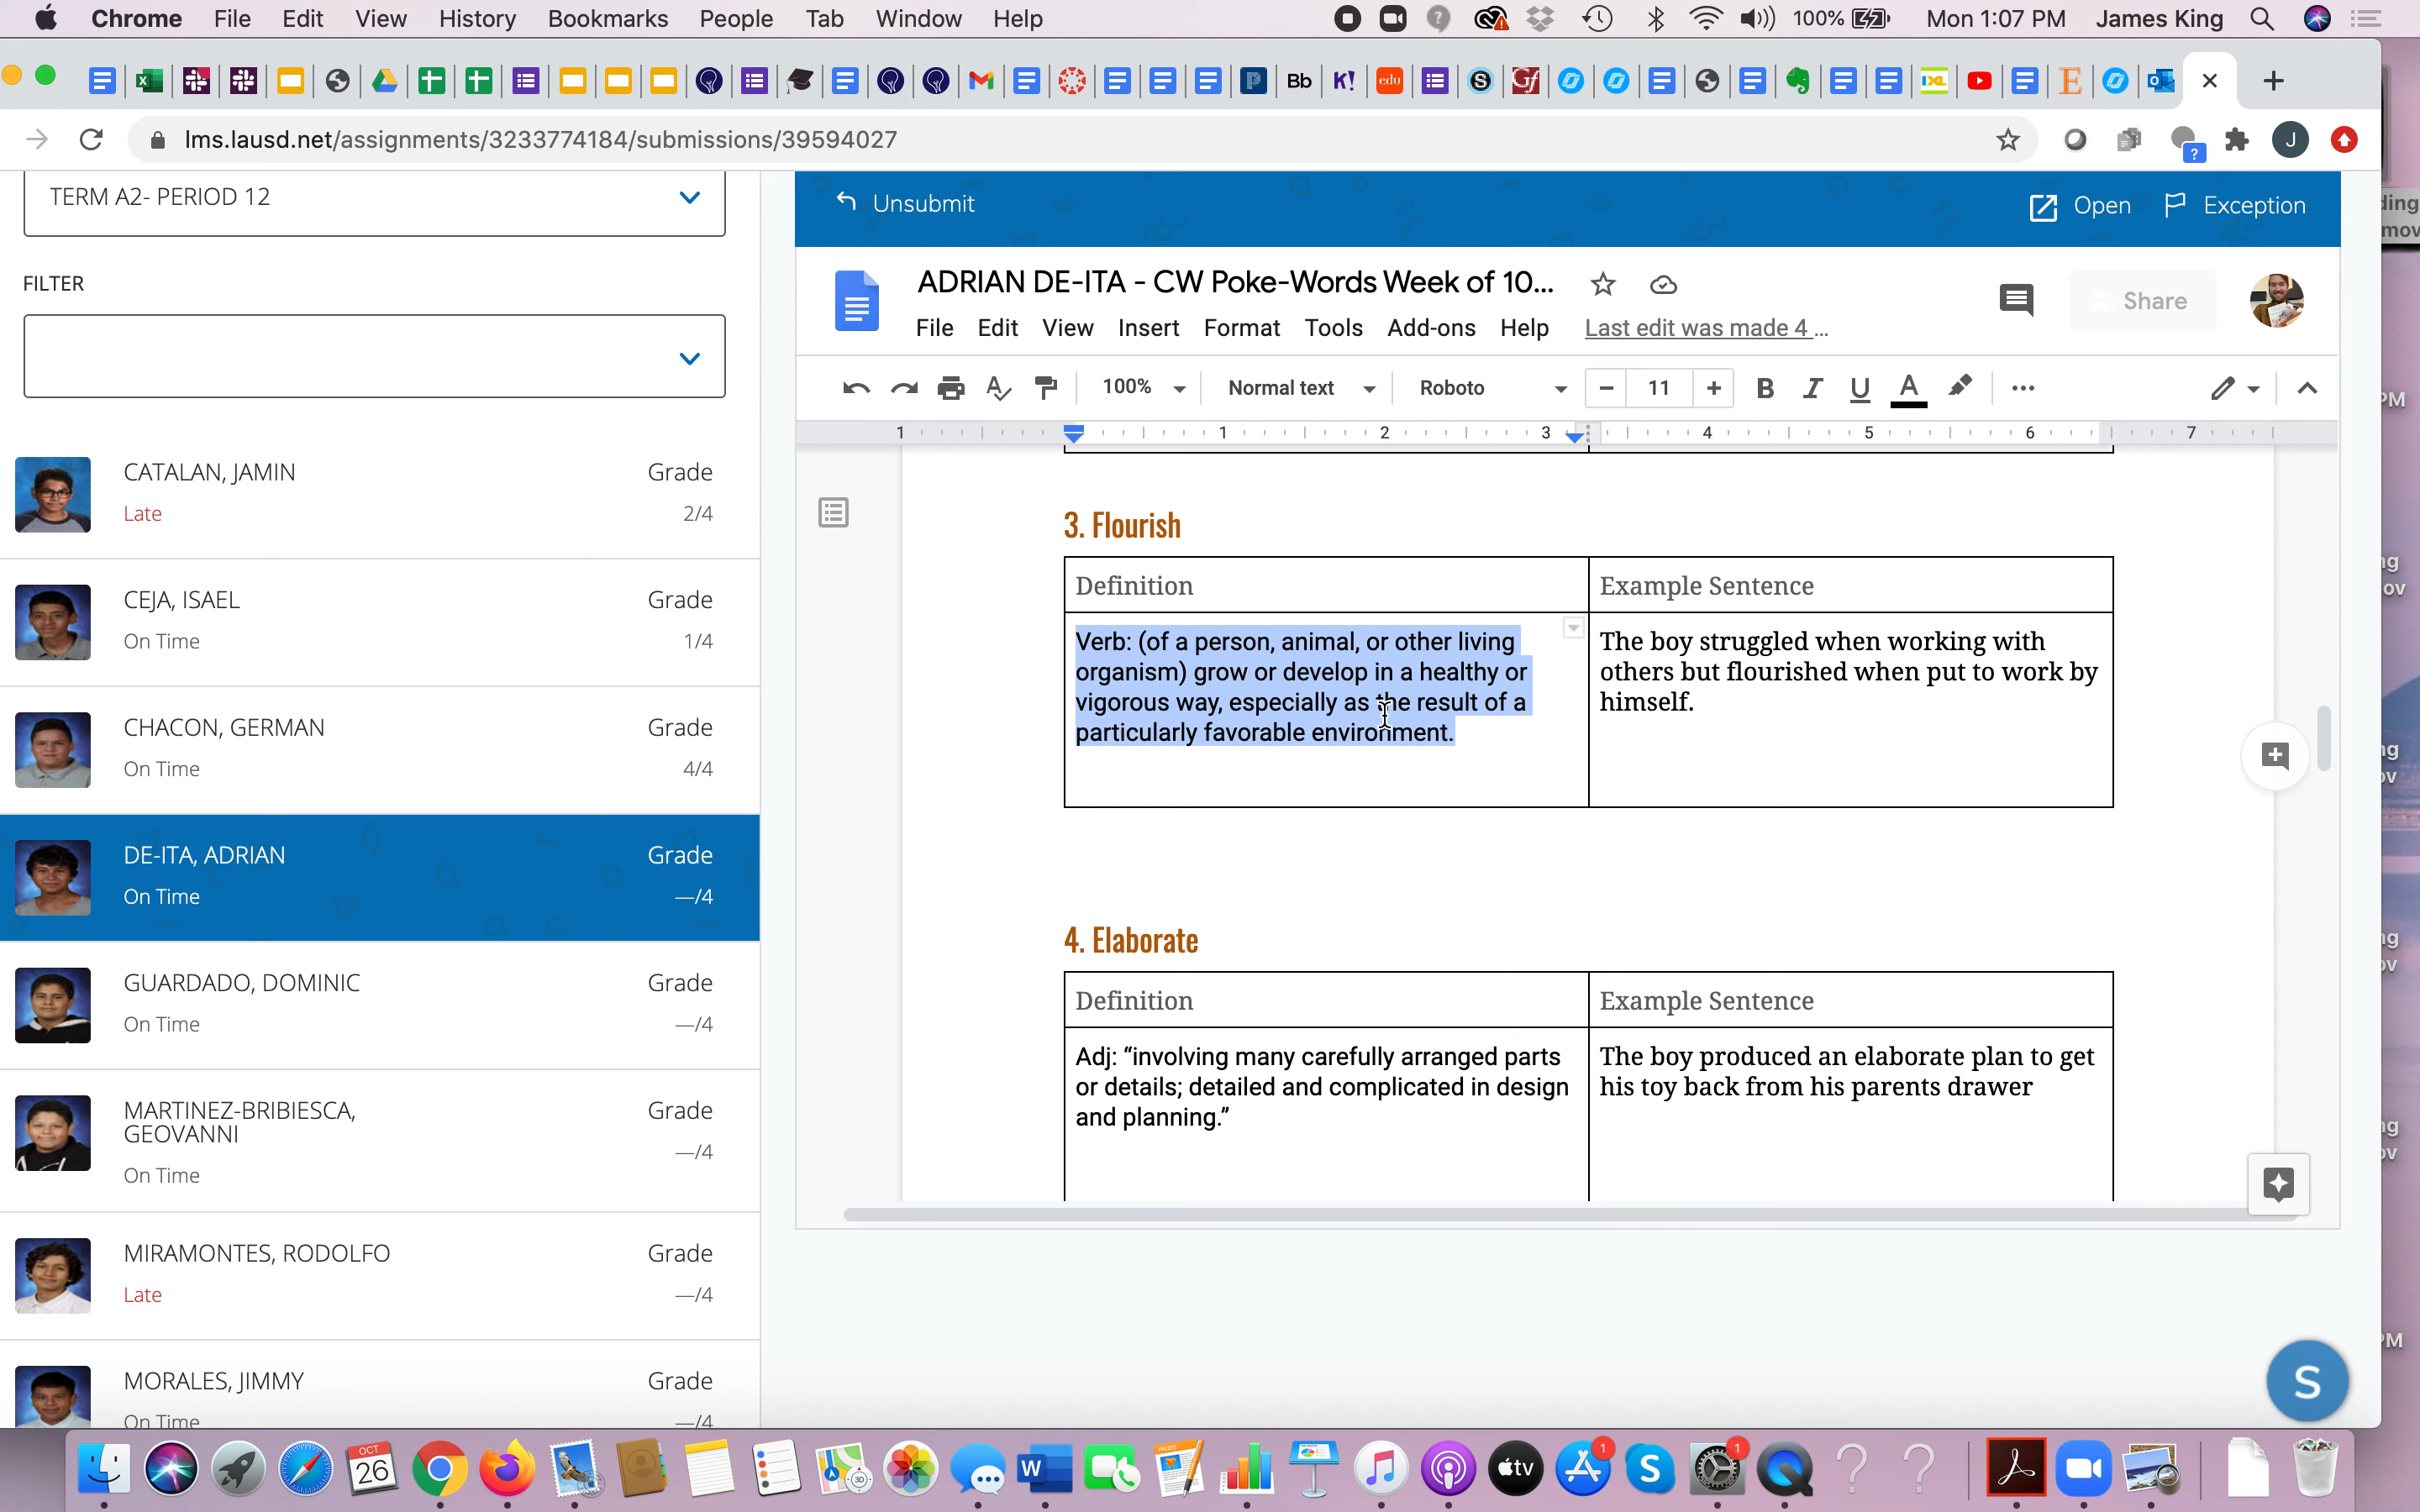 Chrome File Edit View History Bookmarks People Tab Window Help 100% Mon 1:07 PM James King
lms.lausd.net/assignments/3233774184/submissions/39594027
TERM A2- PERIOD 12
FILTER
CATALAN, JAMIN Grade
Late 2/4
CEJA, ISAEL Grade
On Time 1/4
CHACON, GERMAN Grade
On Time 4/4
DE-ITA, ADRIAN Grade
On Time —/4
GUARDADO, DOMINIC Grade
On Time —/4
MARTINEZ-BRIBIESCA, Grade
GEOVANNI
—/4
On Time
MIRAMONTES, RODOLFO Grade
Late —/4
MORALES, JIMMY Grade
On Time —/4
Unsubmit Open Exception
ADRIAN DE-ITA - CW Poke-Words Week of 10...
Share
File Edit View Insert Format Tools Add-ons Help Last edit was made 4 ...
100% Normal text Roboto 11 B I U A
1 1 2 3 4 5 6 7
3. Flourish
Definition Example Sentence
Verb: (of a person, animal, or other living
organism) grow or develop in a healthy or
vigorous way, especially as the result of a
particularly favorable environment.
The boy struggled when working with
others but flourished when put to work by
himself.
4. Elaborate
Definition Example Sentence
Adj: “involving many carefully arranged parts
or details; detailed and complicated in design
and planning.”
The boy produced an elaborate plan to get
his toy back from his parents drawer
S
OCT
26